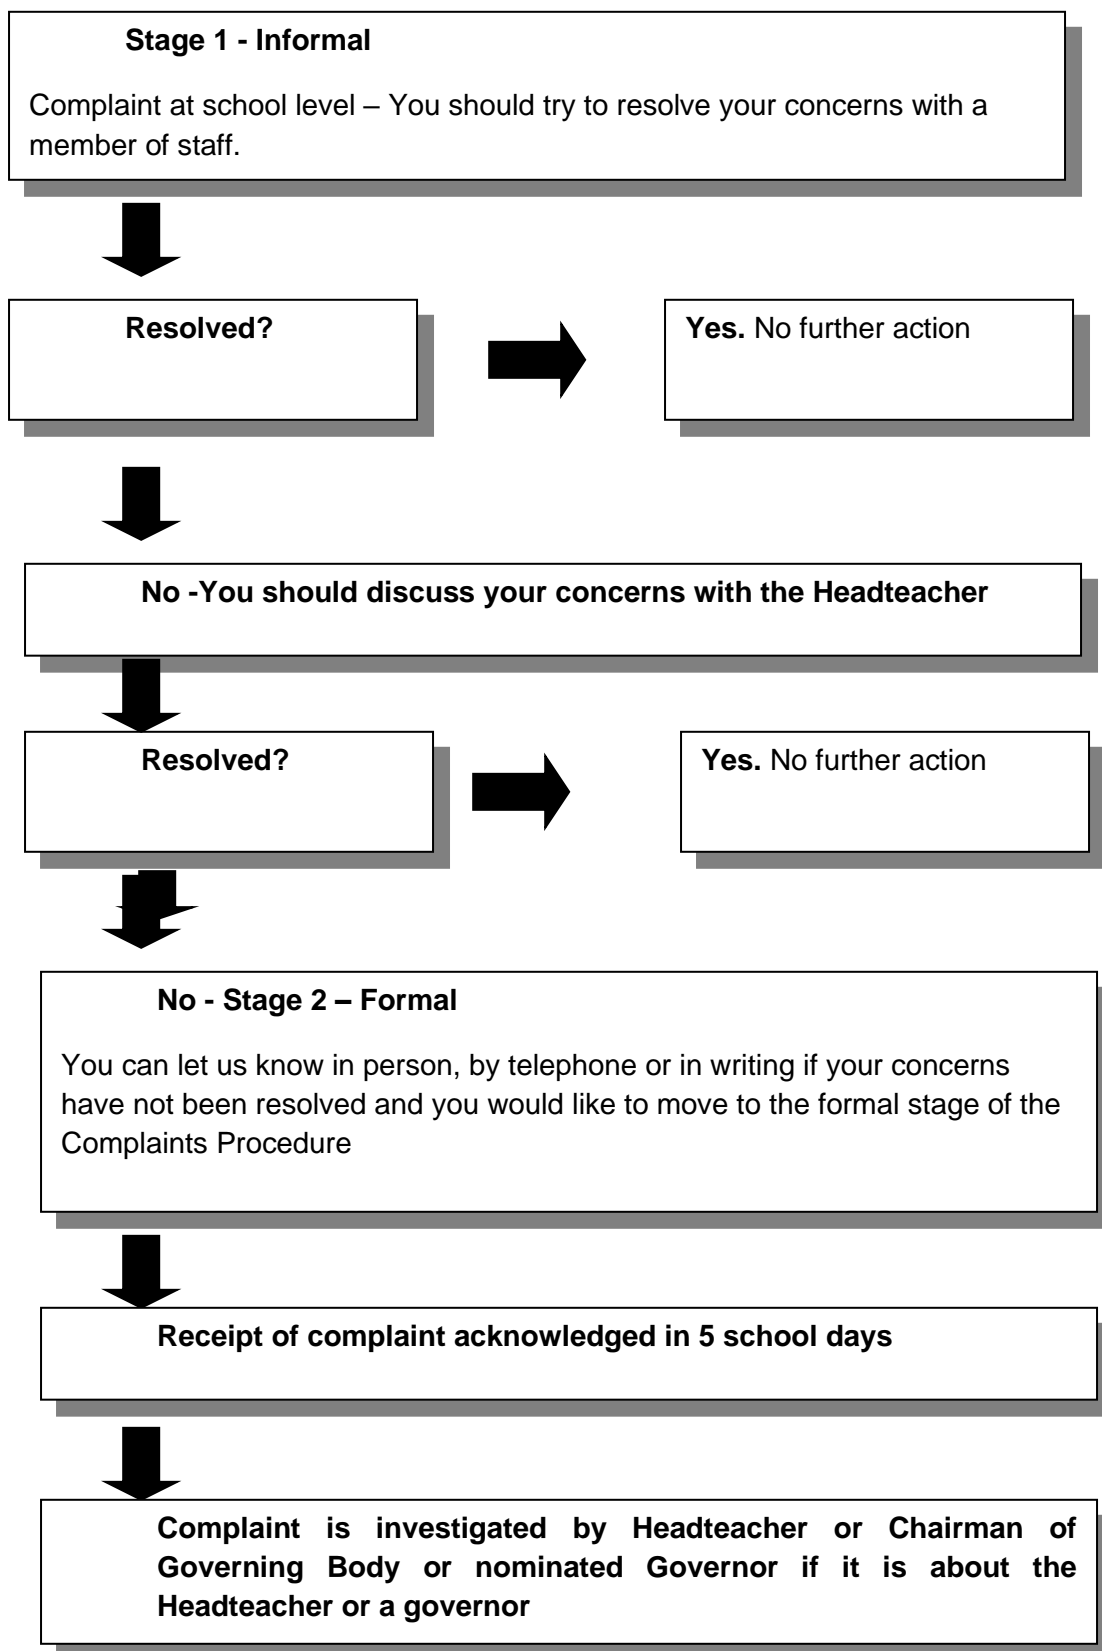 Stage 1 - Informal
Complaint at school level – You should try to resolve your concerns with a
member of staff.
Resolved?
Yes. No further action
No -You should discuss your concerns with the Headteacher
Resolved?
Yes. No further action
No - Stage 2 – Formal
You can let us know in person, by telephone or in writing if your concerns
have not been resolved and you would like to move to the formal stage of the
Complaints Procedure
Receipt of complaint acknowledged in 5 school days
Complaint is investigated by Headteacher or Chairman of
Governing Body or nominated Governor if it is about the
Headteacher or a governor